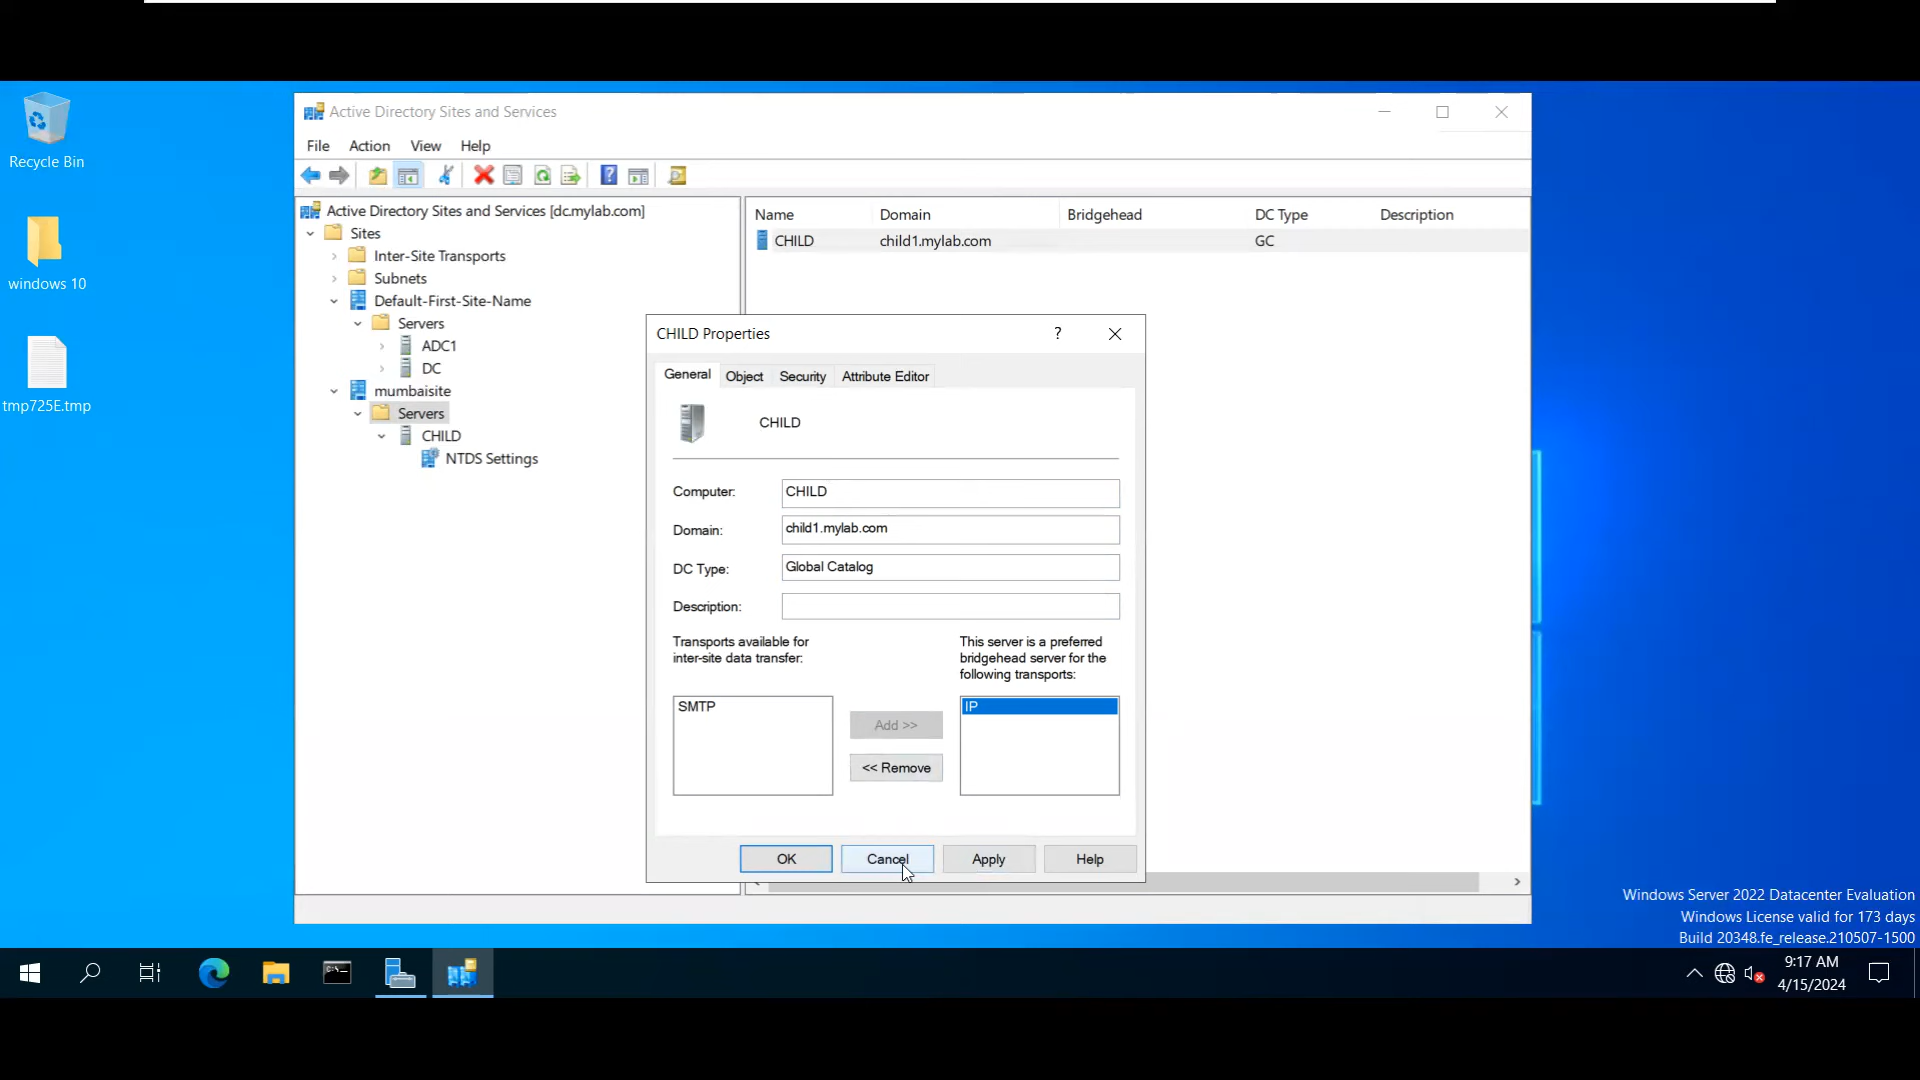 Recycle Bin
windows 10
tmp725E.tmp
Active Directory Sites and Services
File Action View Help
Active Directory Sites and Services [dc.mylab.com]
Sites
Inter-Site Transports
Subnets
Default-First-Site-Name
Servers
ADC1
DC
mumbaisite
Servers
CHILD
NTDS Settings
Name Domain Bridgehead DC Type Description
CHILD child1.mylab.com GC
CHILD Properties
?
General Object Security Attribute Editor
CHILD
Computer: CHILD
Domain: child1.mylab.com
DC Type: Global Catalog
Description:
Transports available for
inter-site data transfer:
This server is a preferred
bridgehead server for the
following transports:
SMTP
Add >>
<< Remove
IP
OK Cancel Apply Help
Windows Server 2022 Datacenter Evaluation
Windows License valid for 173 days
Build 20348.fe_release.210507-1500
9:17 AM
4/15/2024